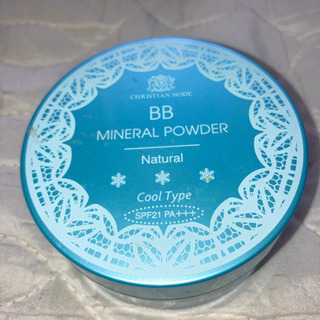 CHRISTIAN MODE
BB
MINERAL POWDER
Natural
Cool Type
SPF21 PA+++